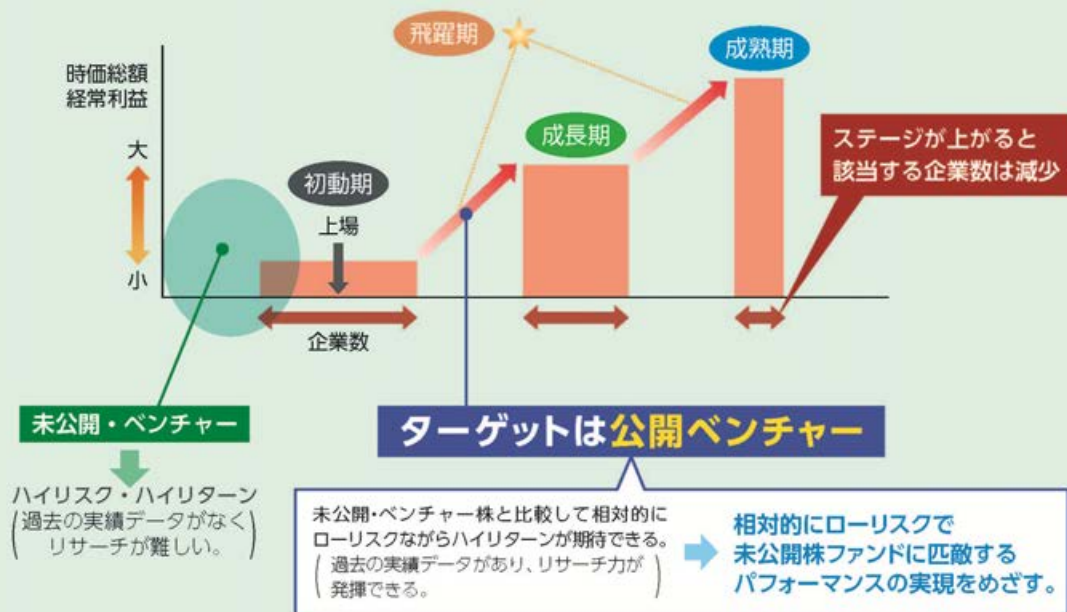 飛躍期
成熟期
時価総額
経常利益
大
小
成長期
初動期
上場
企業数
ステージが上がると
該当する企業数は減少
未公開・ベンチャー
ハイリスク・ハイリターン
(過去の実績データがなく
リサーチが難しい。)
ターゲットは公開ベンチャー
未公開・ベンチャー株と比較して相対的に
ローリスクながらハイリターンが期待できる。
(過去の実績データがあり、リサーチ力が
発揮できる。)
相対的にローリスクで
未公開株ファンドに匹敵する
パフォーマンスの実現をめざす。